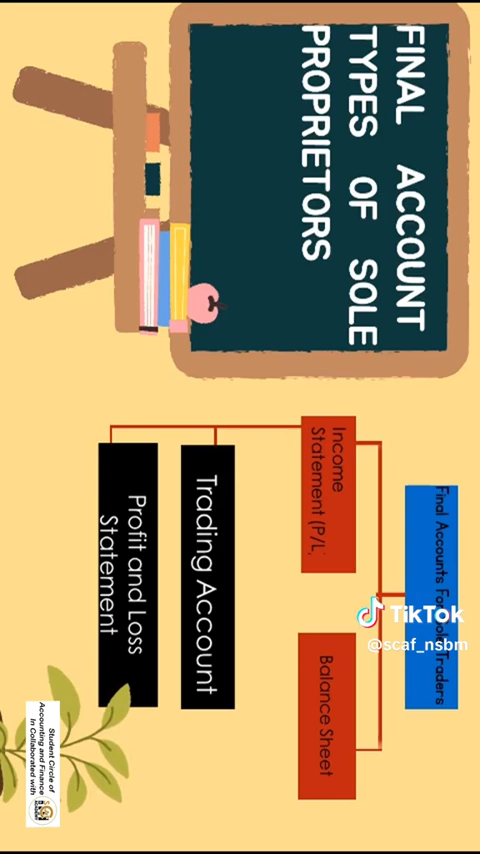 FINAL ACCOUNT
TYPES OF SOLE
PROPRIETORS
Final Accounts For Sole Traders
Income
Statement (P/L
Balance Sheet
Trading Account
Profit and Loss
Statement
TikTok
@scaf_nsbm
Student Circle of
Accounting and Finance
In Collaborated with